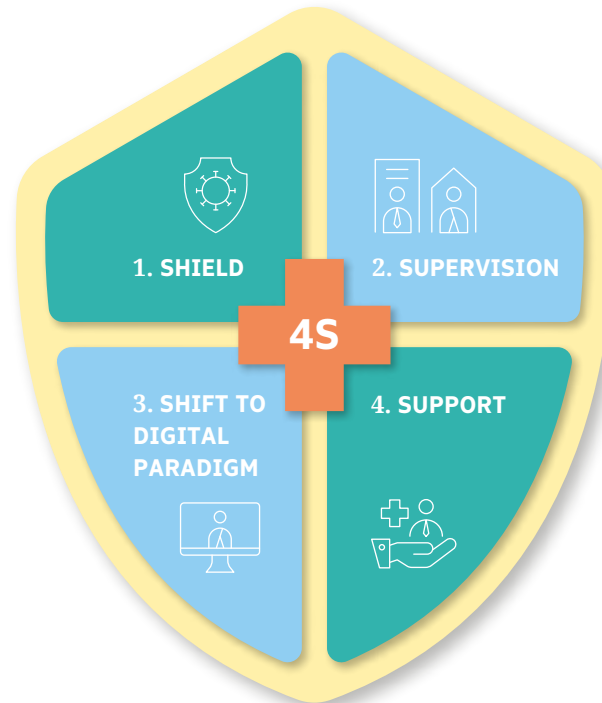 1. SHIELD
2. SUPERVISION
4S
3. SHIFT TO
DIGITAL
PARADIGM
4. SUPPORT